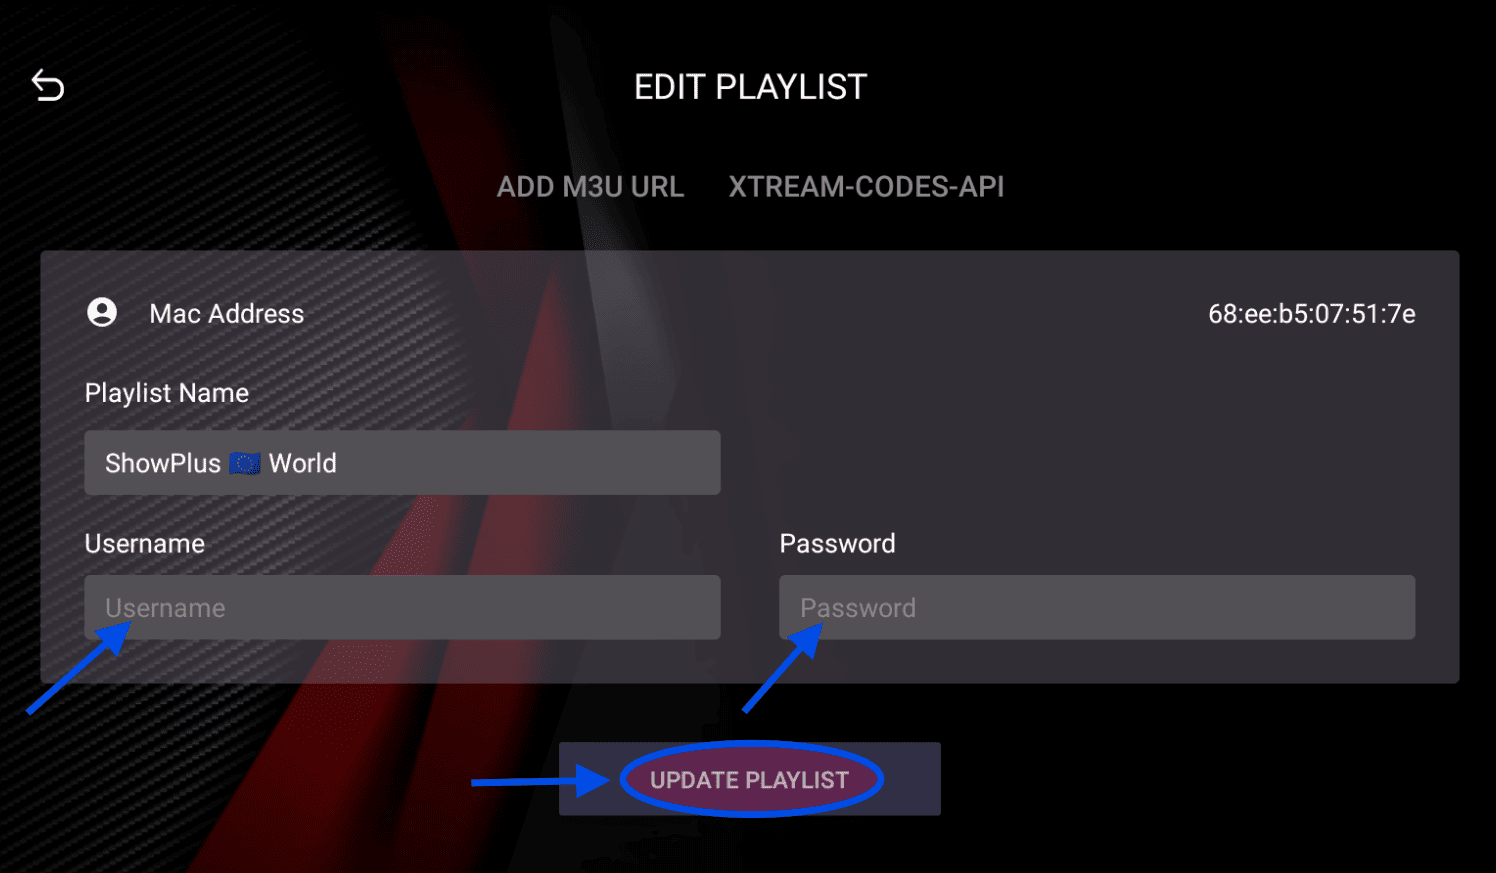 EDIT PLAYLIST
ADD M3U URL XTREAM-CODES-API
Mac Address 68:ee:b5:07:51:7e
Playlist Name
ShowPlus 🇪🇺 World
Username Password
Username Password
UPDATE PLAYLIST